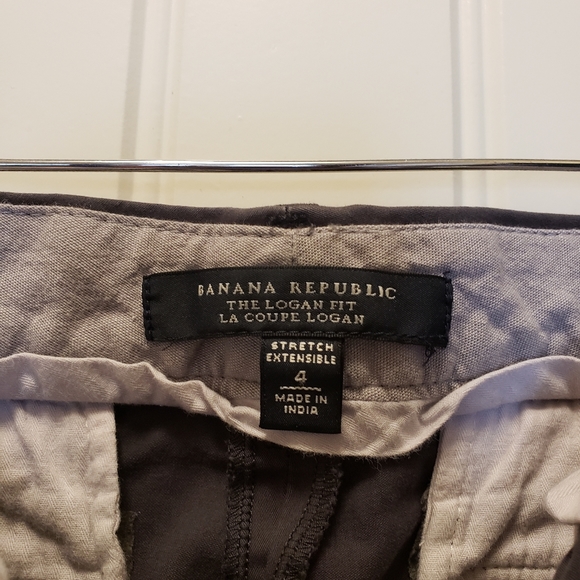 BANANA REPUBLIC
THE LOGAN FIT
LA COUPE LOGAN
STRETCH
EXTENSIBLE
4
MADE IN
INDIA